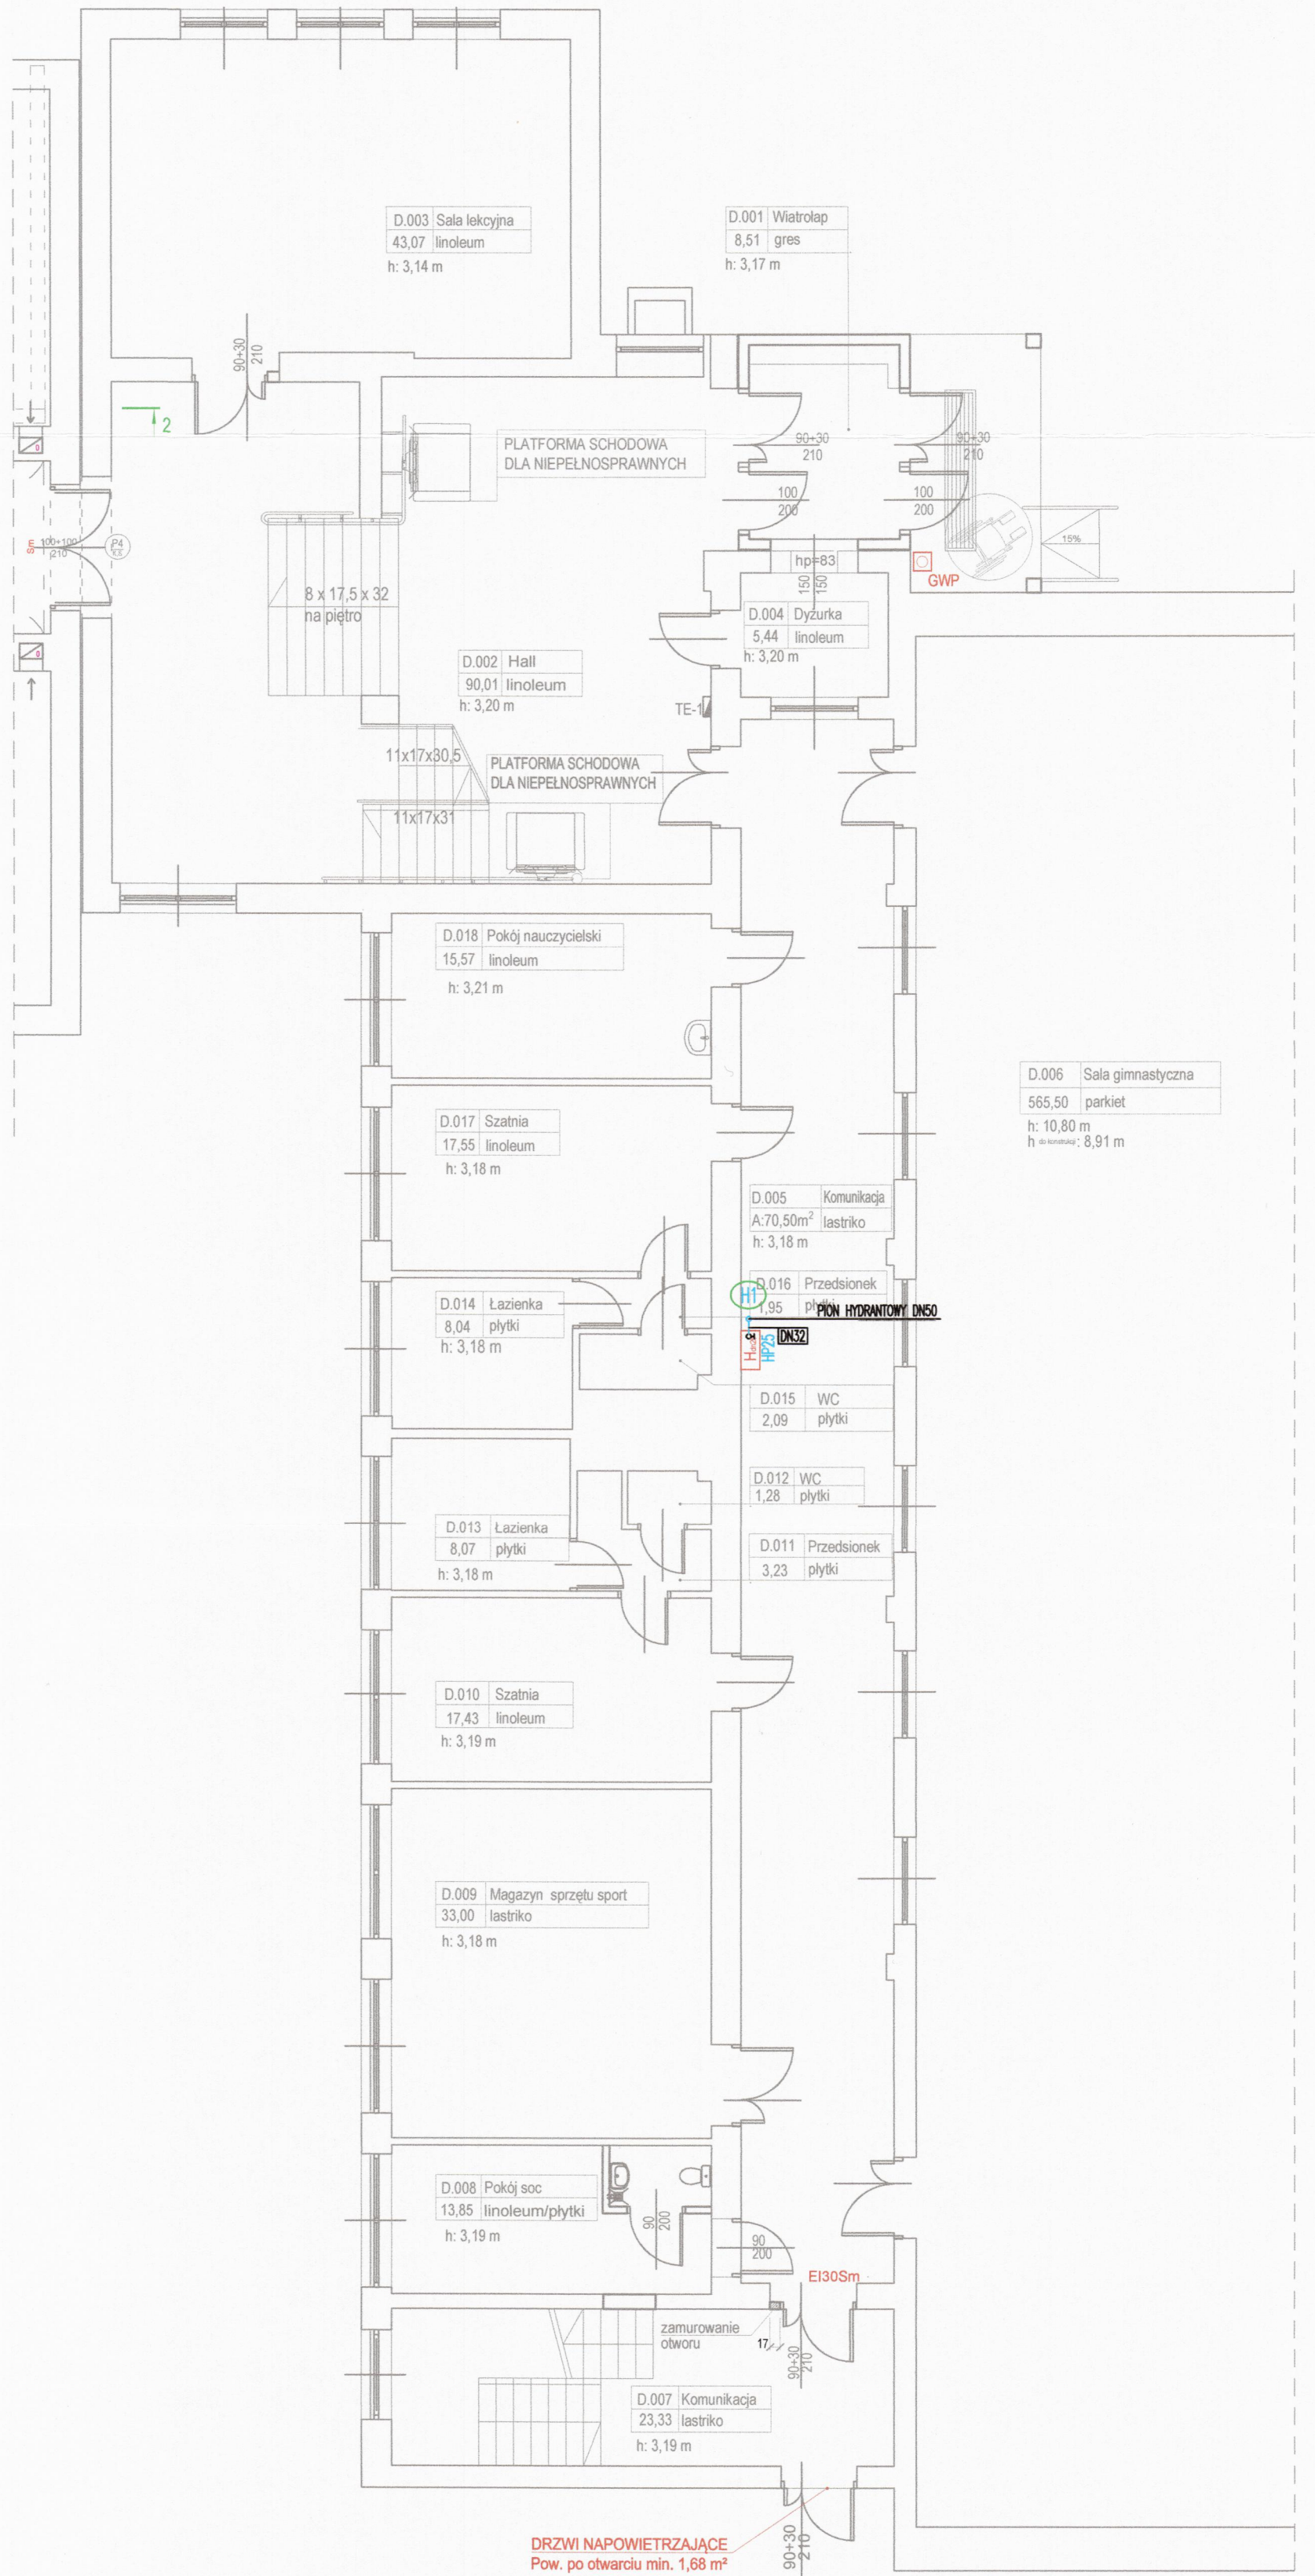 D.003 Sala lekcyjna
43,07 linoleum
h: 3,14 m
D.001 Wiatrołap
8,51 gres
h: 3,17 m
90+30
210
2
PLATFORMA SCHODOWA
DLA NIEPEŁNOSPRAWNYCH
90+30
210
90+30
210
100
200
100
200
0
Sm
100+100
210
P4
15%
hp=83
150
150
GWP
8 x 17,5 x 32
na piętro
D.004 Dyżurka
5,44 linoleum
h: 3,20 m
0
D.002 Hall
90,01 linoleum
h: 3,20 m
TE-1
11x17x30,5
PLATFORMA SCHODOWA
DLA NIEPEŁNOSPRAWNYCH
11x17x31
D.018 Pokój nauczycielski
15,57 linoleum
h: 3,21 m
D.006 Sala gimnastyczna
565,50 parkiet
h: 10,80 m
h do konstrukcji: 8,91 m
D.017 Szatnia
17,55 linoleum
h: 3,18 m
D.005 Komunikacja
A:70,50m² lastriko
h: 3,18 m
H1
D.016 Przedsionek
1,95 płytki
PION HYDRANTOWY DN50
DN32
HP25
D.014 Łazienka
8,04 płytki
h: 3,18 m
D.015 WC
2,09 płytki
D.012 WC
1,28 płytki
D.013 Łazienka
8,07 płytki
h: 3,18 m
D.011 Przedsionek
3,23 płytki
D.010 Szatnia
17,43 linoleum
h: 3,19 m
D.009 Magazyn sprzętu sport
33,00 lastriko
h: 3,18 m
D.008 Pokój soc
13,85 linoleum/płytki
h: 3,19 m
90
200
90
200
EI30Sm
zamurowanie
otworu
17
90+30
210
D.007 Komunikacja
23,33 lastriko
h: 3,19 m
DRZWI NAPOWIETRZAJĄCE
Pow. po otwarciu min. 1,68 m²
90+30
210